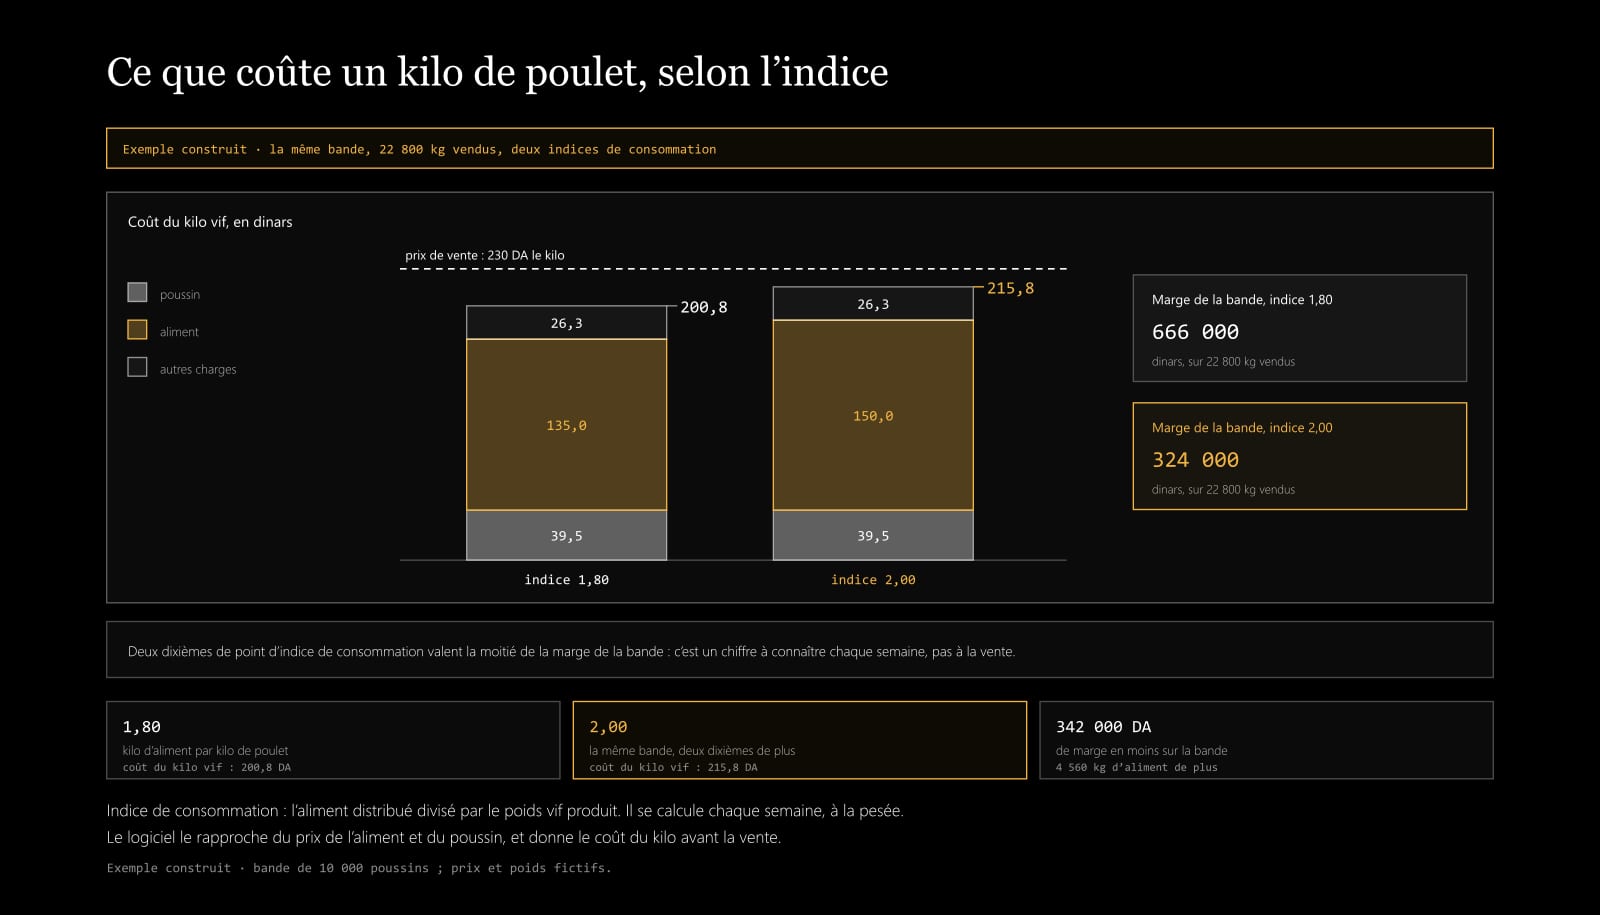 Ce que coûte un kilo de poulet, selon l’indice
Exemple construit · la même bande, 22 800 kg vendus, deux indices de consommation
Coût du kilo vif, en dinars
prix de vente : 230 DA le kilo
poussin
aliment
autres charges
200,8
26,3
135,0
39,5
indice 1,80
215,8
26,3
150,0
39,5
indice 2,00
Marge de la bande, indice 1,80
666 000
dinars, sur 22 800 kg vendus
Marge de la bande, indice 2,00
324 000
dinars, sur 22 800 kg vendus
Deux dixièmes de point d’indice de consommation valent la moitié de la marge de la bande : c’est un chiffre à connaître chaque semaine, pas à la vente.
1,80
kilo d’aliment par kilo de poulet
coût du kilo vif : 200,8 DA
2,00
la même bande, deux dixièmes de plus
coût du kilo vif : 215,8 DA
342 000 DA
de marge en moins sur la bande
4 560 kg d’aliment de plus
Indice de consommation : l’aliment distribué divisé par le poids vif produit. Il se calcule chaque semaine, à la pesée.
Le logiciel le rapproche du prix de l’aliment et du poussin, et donne le coût du kilo avant la vente.
Exemple construit · bande de 10 000 poussins ; prix et poids fictifs.